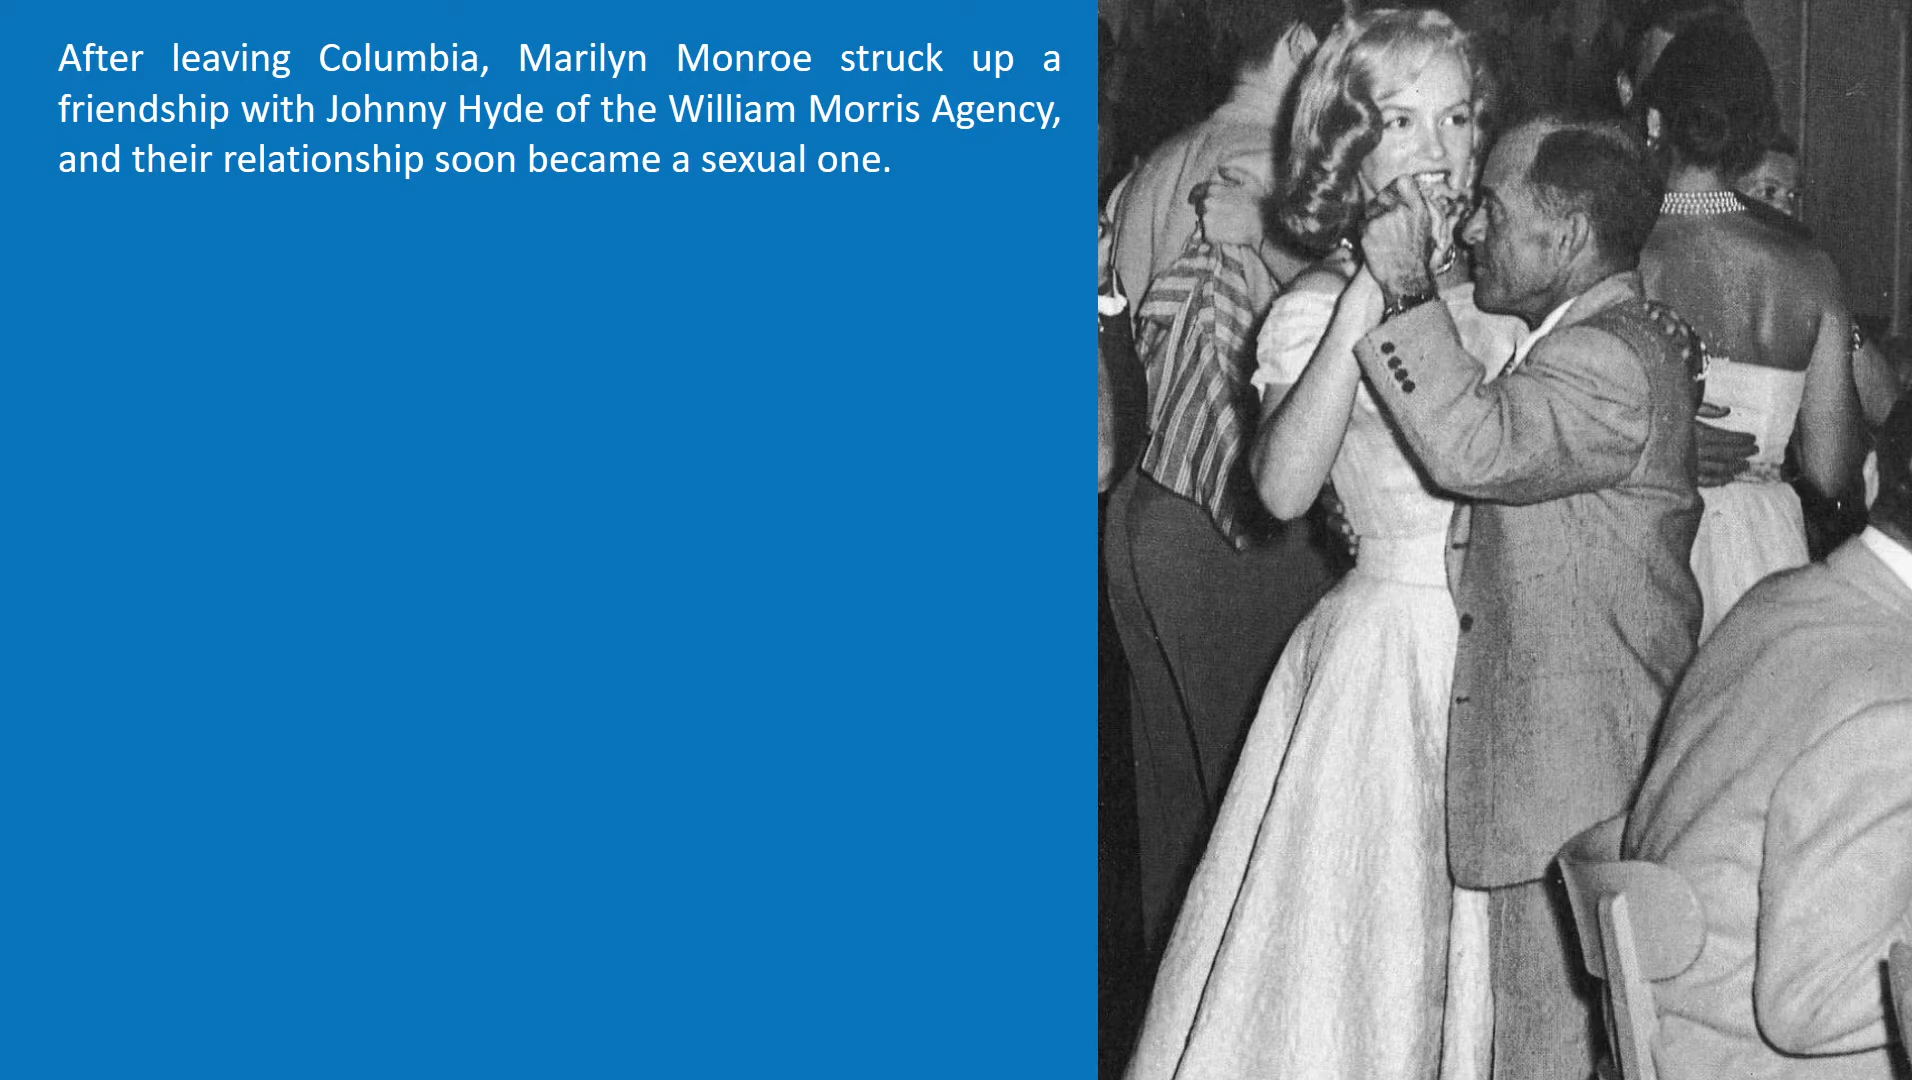 After leaving Columbia, Marilyn Monroe struck up a
friendship with Johnny Hyde of the William Morris Agency,
and their relationship soon became a sexual one.